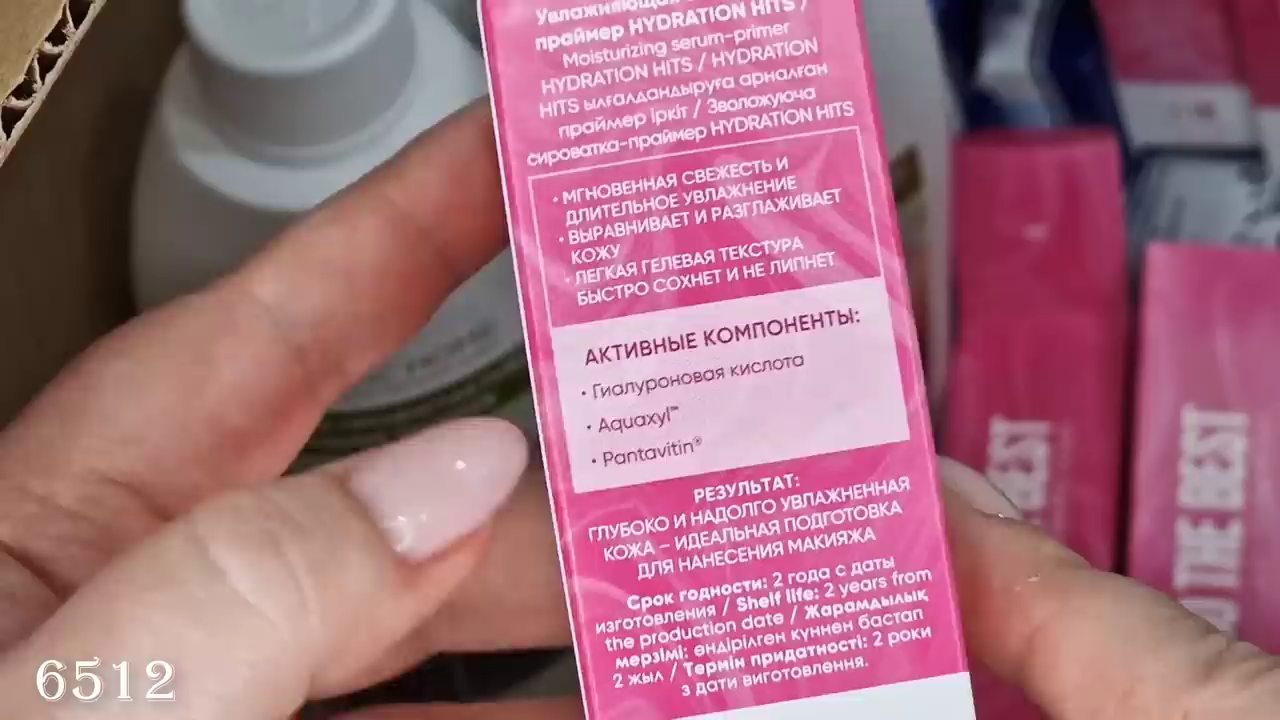 Увлажняющая
праймер HYDRATION HITS /
Moisturizing serum-primer
HYDRATION HITS / HYDRATION
HITS ылғалдандыруға арналған
праймер іркіт / Зволожуюча
сироватка-праймер HYDRATION HITS
• МГНОВЕННАЯ СВЕЖЕСТЬ И
ДЛИТЕЛЬНОЕ УВЛАЖНЕНИЕ
• ВЫРАВНИВАЕТ И РАЗГЛАЖИВАЕТ
КОЖУ
• ЛЕГКАЯ ГЕЛЕВАЯ ТЕКСТУРА
БЫСТРО СОХНЕТ И НЕ ЛИПНЕТ
АКТИВНЫЕ КОМПОНЕНТЫ:
• Гиалуроновая кислота
• Aquaxyl™
• Pantavitin®
РЕЗУЛЬТАТ:
ГЛУБОКО И НАДОЛГО УВЛАЖНЕННАЯ
КОЖА – ИДЕАЛЬНАЯ ПОДГОТОВКА
ДЛЯ НАНЕСЕНИЯ МАКИЯЖА
Срок годности: 2 года с даты
изготовления / Shelf life: 2 years from
the production date / Жарамдылық
мерзімі: өндірілген күннен бастап
2 жыл / Термін придатності: 2 роки
з дати виготовлення.
BEST
THE BEST
6512